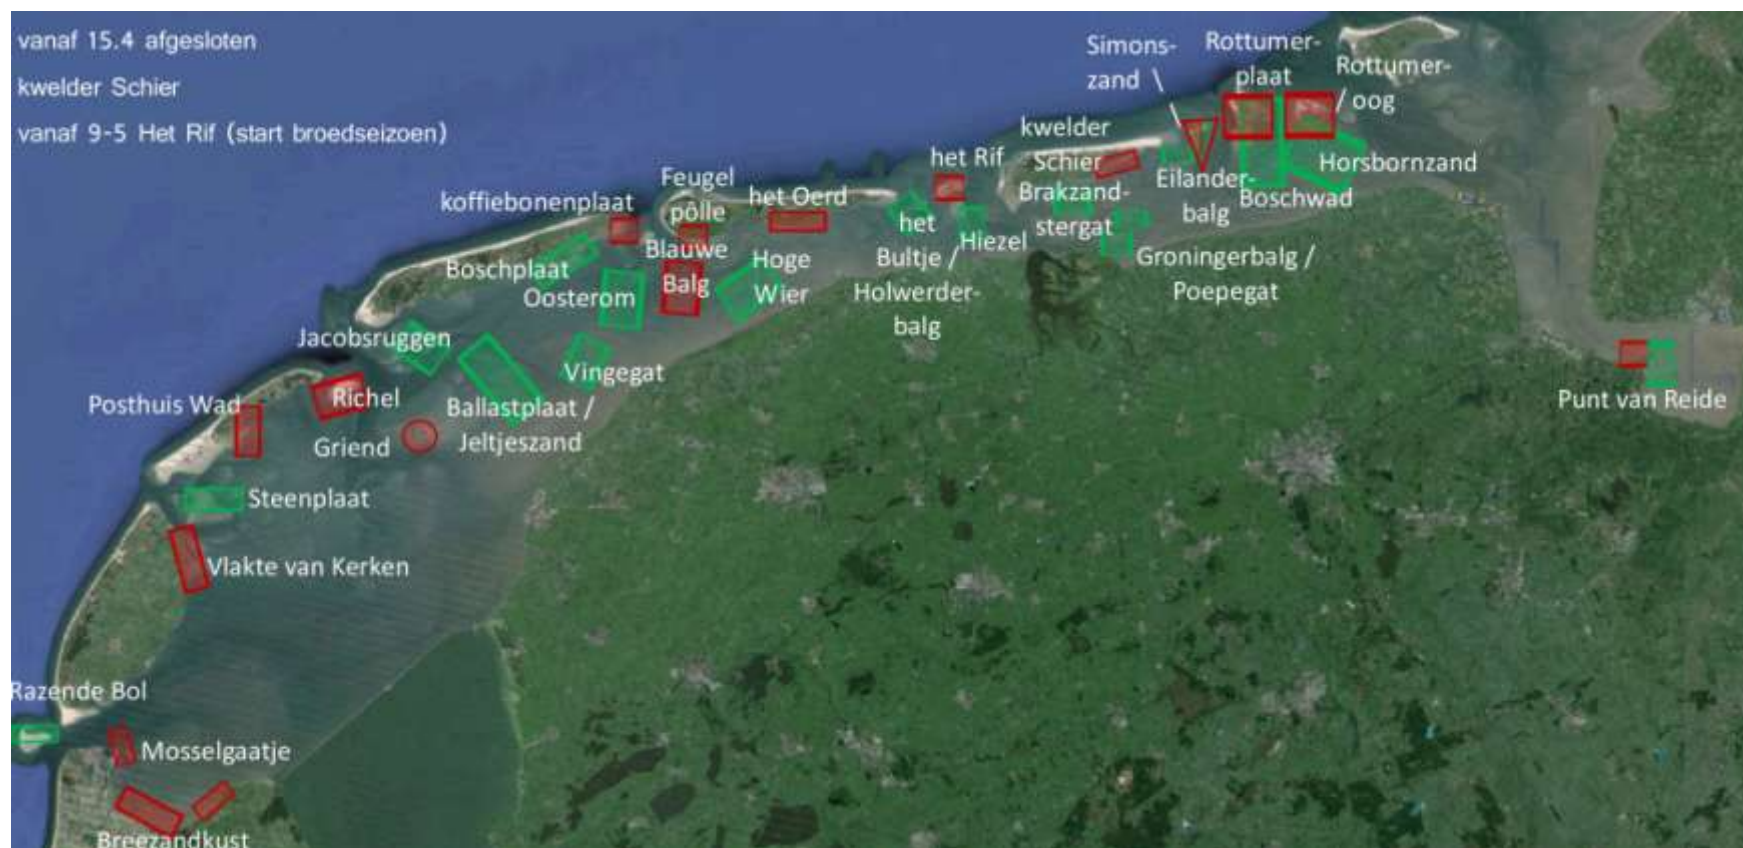 vanaf 15.4 afgesloten
kwelder Schier
vanaf 9-5 Het Rif (start broedseizoen)
Simons-
zand \
Rottumer-
plaat
Rottumer-
/ oog
kwelder
Schier
het Rif
Horsbornzand
Feugel
pôlle
het Oerd
koffiebonenplaat
Brakzand-
stergat
Eilander-
balg
Boschwad
het
Bultje /
Holwerder-
balg
Hiezel
Blauwe
Balg
Hoge
Wier
Groningerbalg /
Poepegat
Boschplaat
Oosterom
Jacobsruggen
Vingegat
Posthuis Wad
Richel
Ballastplaat /
Jeltjeszand
Punt van Reide
Griend
Steenplaat
Vlakte van Kerken
Razende Bol
Mosselgaatje
Breezandkust